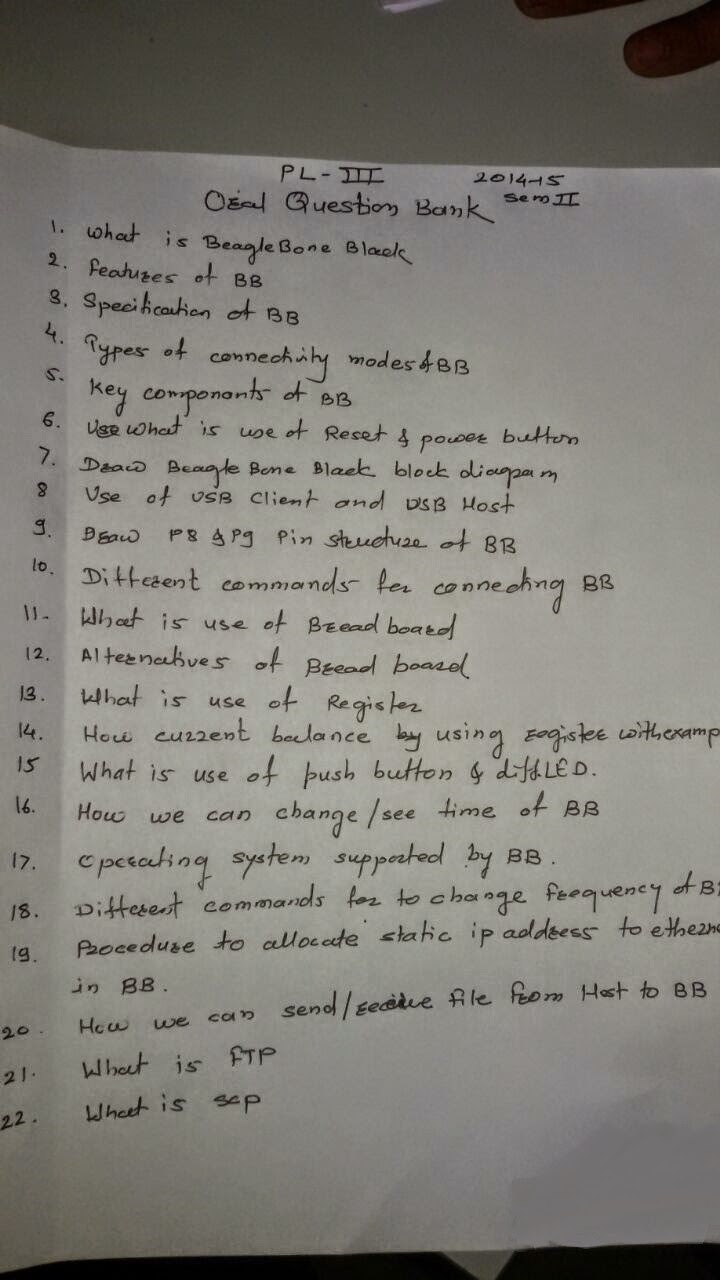 PL-III 2014-15
Oral Question Bank Sem II
1. What is BeagleBone Black
2. Features of BB
3. Specification of BB
4. Types of connectivity modes of BB
5. Key componants of BB
6. Use what is use of Reset & power button
7. Draw Beagle Bone Black block diagram
8 Use of USB Client and USB Host
9. Draw P8 & P9 Pin structure of BB
10. Different commands for connecting BB
11- What is use of Bread board
12. Alternatives of Bread board
13. What is use of Register
14. How current balance by using register with examp
15 What is use of push button & diff. LED.
16. How we can change/see time of BB
17. Operating system supported by BB.
18. Different commands for to change frequency of B
19. Procedure to allocate static ip address to ethern
in BB.
20. How we can send/receive file from Host to BB
21. What is FTP
22. What is scp